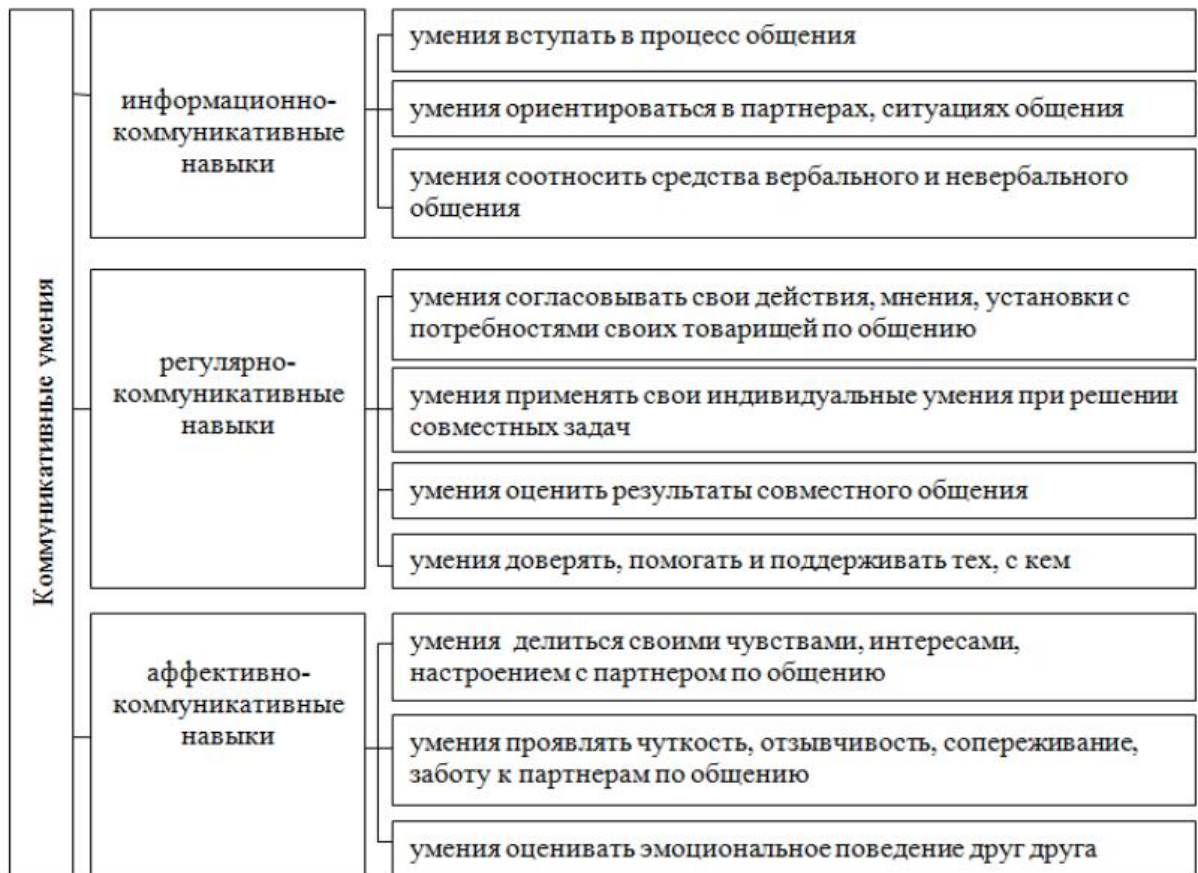 Коммуникативные умения
информационно-
коммуникативные
навыки
умения вступать в процесс общения
умения ориентироваться в партнерах, ситуациях общения
умения соотносить средства вербального и невербального
общения
регулярно-
коммуникативные
навыки
умения согласовывать свои действия, мнения, установки с
потребностями своих товарищей по общению
умения применять свои индивидуальные умения при решении
совместных задач
умения оценить результаты совместного общения
умения доверять, помогать и поддерживать тех, с кем
аффективно-
коммуникативные
навыки
умения делиться своими чувствами, интересами,
настроением с партнером по общению
умения проявлять чуткость, отзывчивость, сопереживание,
заботу к партнерам по общению
умения оценивать эмоциональное поведение друг друга